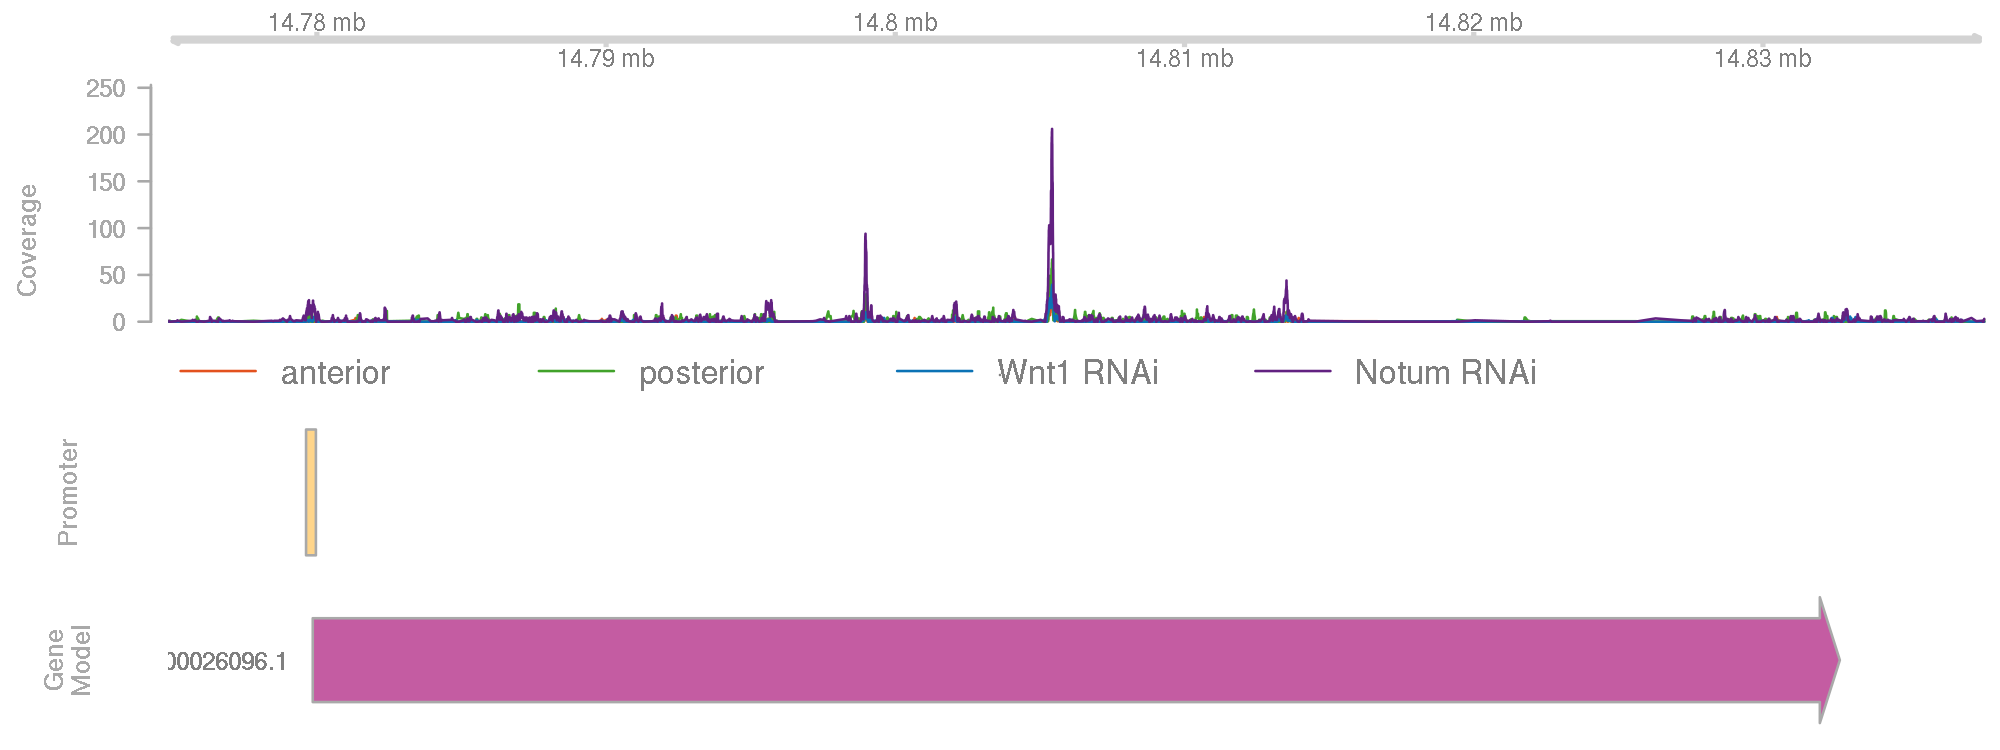 14.78 mb 14.8 mb 14.82 mb
14.79 mb 14.81 mb 14.83 mb
Coverage
250
200
150
100
50
0
anterior posterior Wnt1 RNAi Notum RNAi
Promoter
Gene
Model
00026096.1